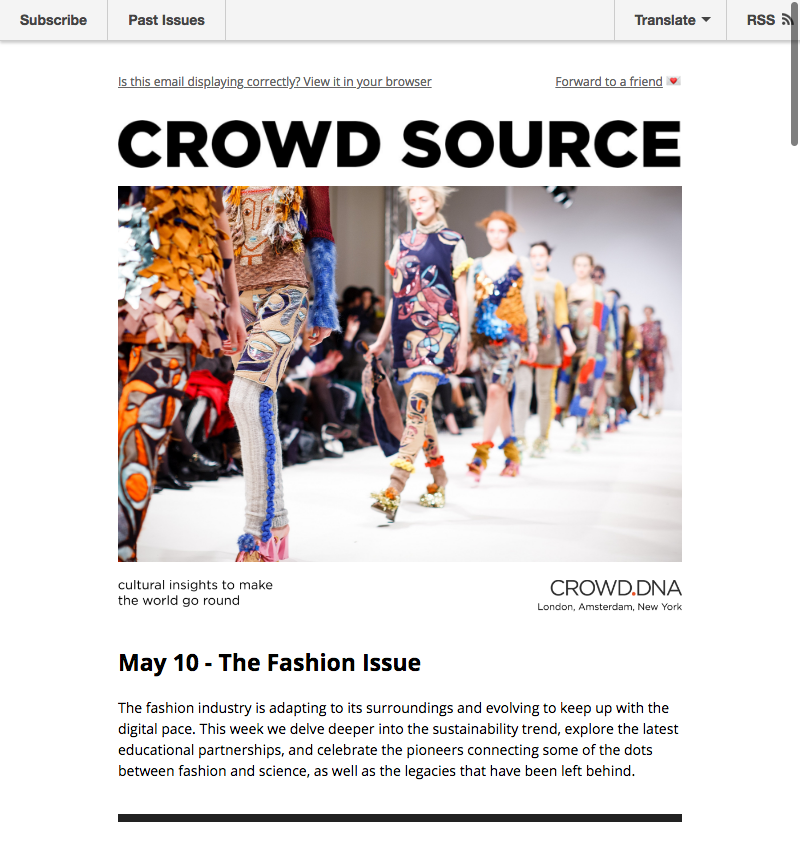 Subscribe
Past Issues
Translate
RSS
Is this email displaying correctly? View it in your browser
Forward to a friend
CROWD SOURCE
cultural insights to make
the world go round
CROWD.DNA
London, Amsterdam, New York
May 10 - The Fashion Issue
The fashion industry is adapting to its surroundings and evolving to keep up with the
digital pace. This week we delve deeper into the sustainability trend, explore the latest
educational partnerships, and celebrate the pioneers connecting some of the dots
between fashion and science, as well as the legacies that have been left behind.